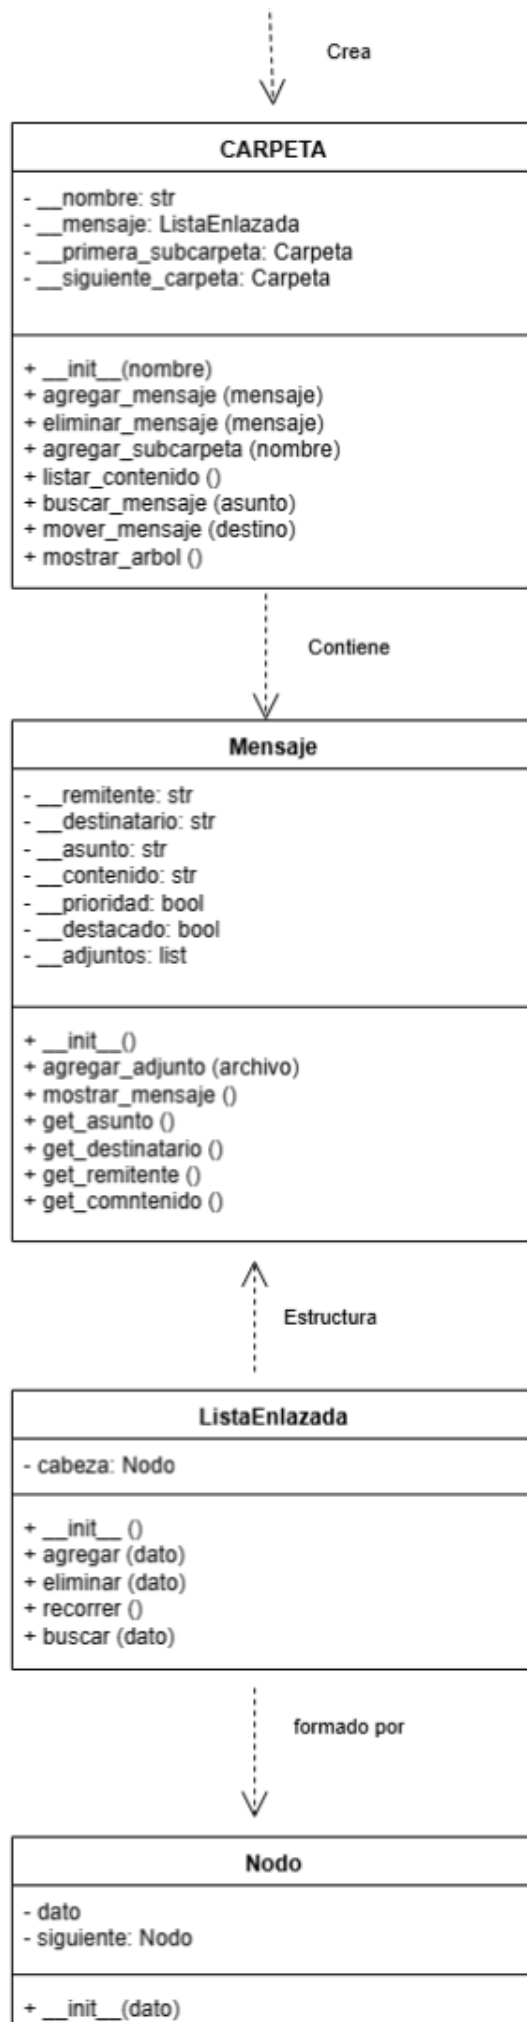 Crea
CARPETA
- __nombre: str
- __mensaje: ListaEnlazada
- __primera_subcarpeta: Carpeta
- __siguiente_carpeta: Carpeta
+ __init__(nombre)
+ agregar_mensaje (mensaje)
+ eliminar_mensaje (mensaje)
+ agregar_subcarpeta (nombre)
+ listar_contenido ()
+ buscar_mensaje (asunto)
+ mover_mensaje (destino)
+ mostrar_arbol ()
Contiene
Mensaje
- __remitente: str
- __destinatario: str
- __asunto: str
- __contenido: str
- __prioridad: bool
- __destacado: bool
- __adjuntos: list
+ __init__()
+ agregar_adjunto (archivo)
+ mostrar_mensaje ()
+ get_asunto ()
+ get_destinatario ()
+ get_remitente ()
+ get_comntenido ()
Estructura
ListaEnlazada
- cabeza: Nodo
+ __init__ ()
+ agregar (dato)
+ eliminar (dato)
+ recorrer ()
+ buscar (dato)
formado por
Nodo
- dato
- siguiente: Nodo
+ __init__(dato)